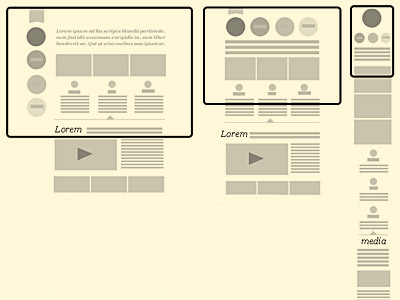 Lorem ipsum ad his scripta blandit partiendo,
eum fastidii accumsan euripidis in, eum liber
hendrerit an. Qui ut wisi vocibus suscipiantur,
Lorem
Lorem
media